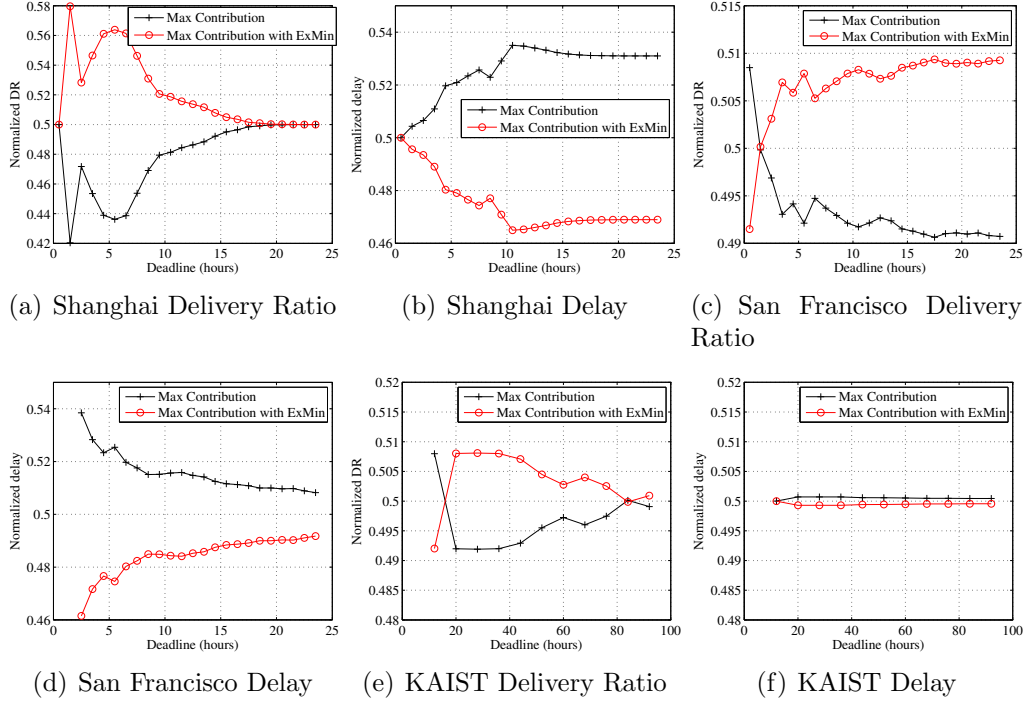 0.58
0.56
0.54
0.52
0.5
0.48
0.46
0.44
0.42
0 5 10 15 20 25
Normalized DR
Deadline (hours)
Max Contribution
Max Contribution with ExMin
(a) Shanghai Delivery Ratio
0.54
0.52
0.5
0.48
0.46
0 5 10 15 20 25
Normalized delay
Deadline (hours)
Max Contribution
Max Contribution with ExMin
(b) Shanghai Delay
0.515
0.51
0.505
0.5
0.495
0.49
0 5 10 15 20 25
Normalized DR
Deadline (hours)
Max Contribution
Max Contribution with ExMin
(c) San Francisco Delivery
Ratio
0.54
0.52
0.5
0.48
0.46
0 5 10 15 20 25
Normalized delay
Deadline (hours)
Max Contribution
Max Contribution with ExMin
(d) San Francisco Delay
0.52
0.515
0.51
0.505
0.5
0.495
0.49
0.485
0.48
0 20 40 60 80 100
Normalized DR
Deadline (hours)
Max Contribution
Max Contribution with ExMin
(e) KAIST Delivery Ratio
0.52
0.515
0.51
0.505
0.5
0.495
0.49
0.485
0.48
0 20 40 60 80 100
Normalized delay
Deadline (hours)
Max Contribution
Max Contribution with ExMin
(f) KAIST Delay